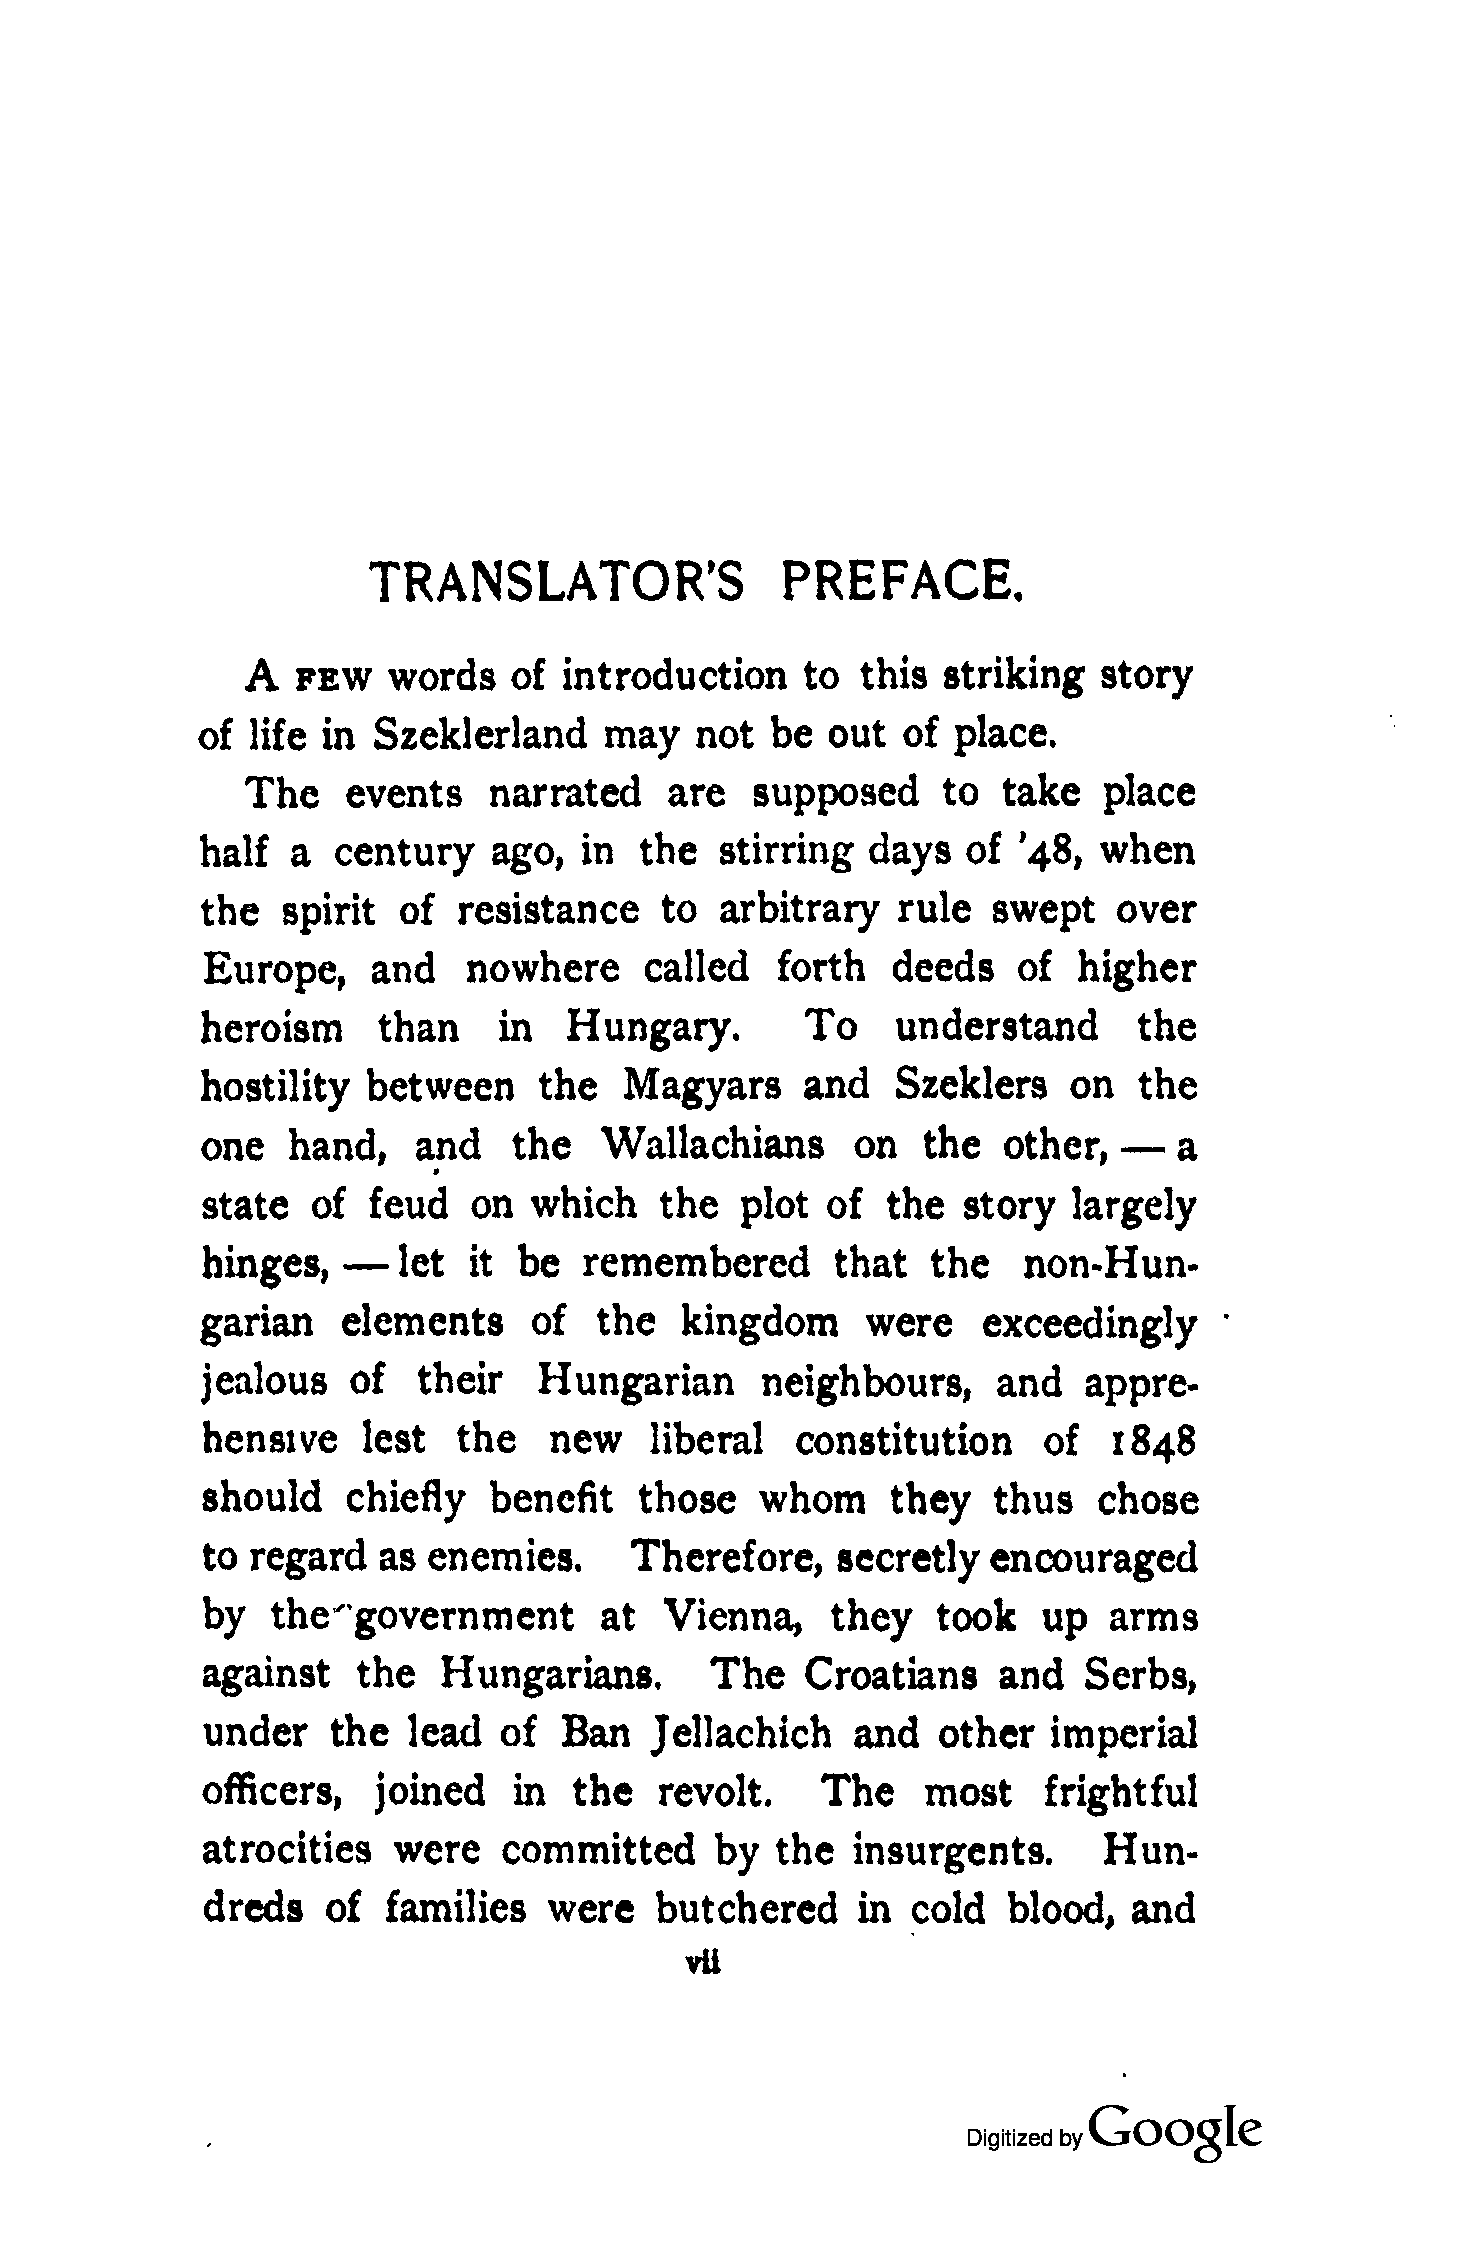 TRANSLATOR'S PREFACE.
A FEW words of introduction to this striking story
of life in Szeklerland may not be out of place.
The events narrated are supposed to take place
half a century ago, in the stirring days of '48, when
the spirit of resistance to arbitrary rule swept over
Europe, and nowhere called forth deeds of higher
heroism than in Hungary. To understand the
hostility between the Magyars and Szeklers on the
one hand, and the Wallachians on the other, — a
state of feud on which the plot of the story largely
hinges, — let it be remembered that the non-Hun-
garian elements of the kingdom were exceedingly
jealous of their Hungarian neighbours, and appre-
hensive lest the new liberal constitution of 1848
should chiefly benefit those whom they thus chose
to regard as enemies. Therefore, secretly encouraged
by the government at Vienna, they took up arms
against the Hungarians. The Croatians and Serbs,
under the lead of Ban Jellachich and other imperial
officers, joined in the revolt. The most frightful
atrocities were committed by the insurgents. Hun-
dreds of families were butchered in cold blood, and
vii
Digitized by Google